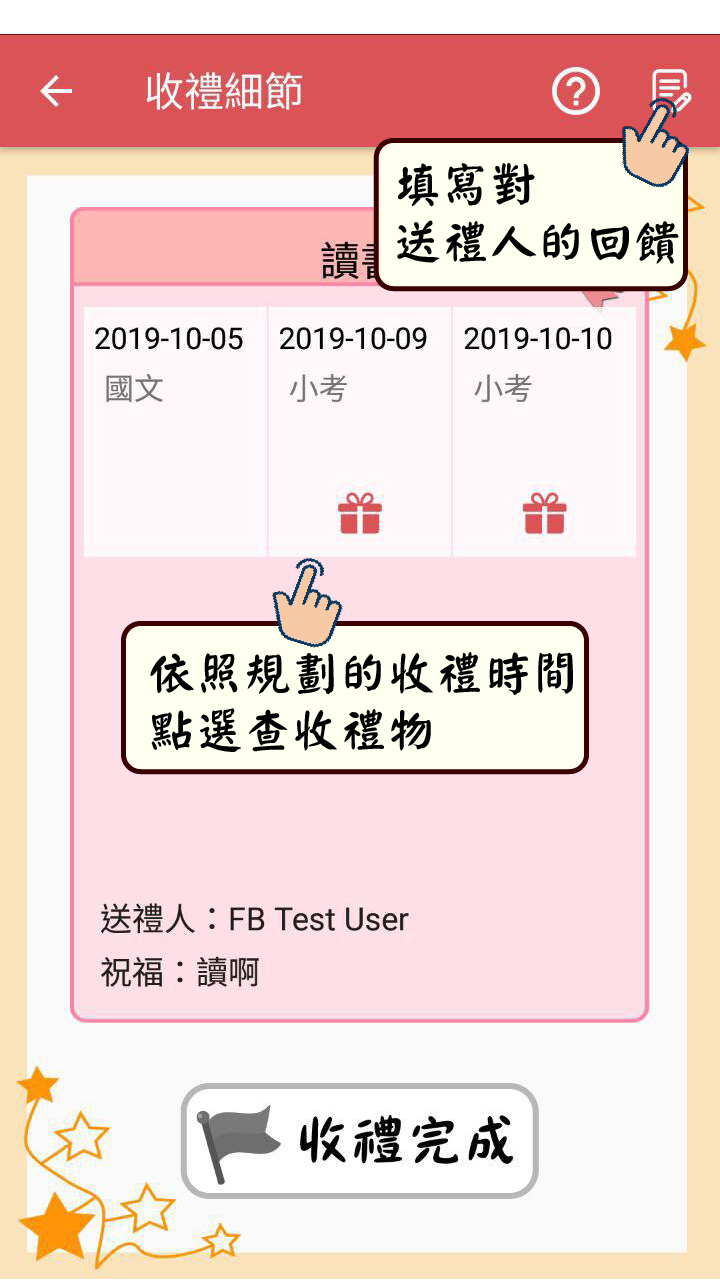 收禮細節
填寫對
送禮人的回饋
讀
2019-10-05
國文
2019-10-09
小考
2019-10-10
小考
依照規劃的收禮時間
點選查收禮物
送禮人：FB Test User
祝福：讀啊
收禮完成